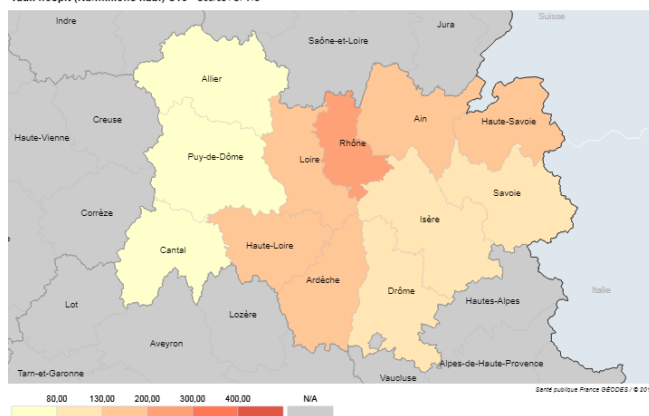 Indre
Jura
Suisse
Saône-et-Loire
Allier
Creuse
Ain
Haute-Savoie
Haute-Vienne
Rhône
Puy-de-Dôme
Loire
Savoie
Corrèze
Isère
Cantal
Haute-Loire
Ardèche
Drôme
Italie
Hautes-Alpes
Lot
Lozère
Aveyron
Tarn-et-Garonne
Alpes-de-Haute-Provence
Vaucluse
Santé publique France GÉODES / © 201
80,00 130,00 200,00 300,00 400,00 N/A